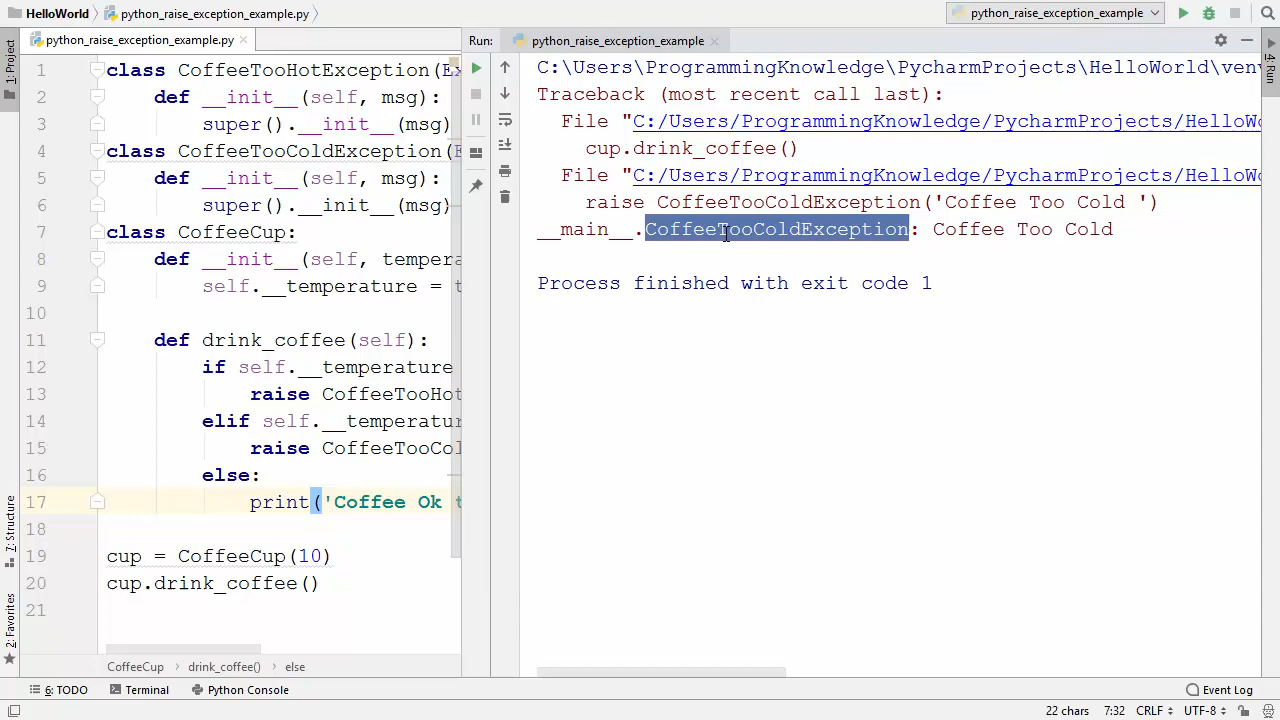 HelloWorld python_raise_exception_example.py
python_raise_exception_example
python_raise_exception_example.py
Run: python_raise_exception_example
1: Project
1 class CoffeeTooHotException(Ex
2 def __init__(self, msg):
3 super().__init__(msg)
4 class CoffeeTooColdException(E
5 def __init__(self, msg):
6 super().__init__(msg)
7 class CoffeeCup:
8 def __init__(self, tempera
9 self.__temperature = t
10
11 def drink_coffee(self):
12 if self.__temperature
13 raise CoffeeTooHot
14 elif self.__temperatur
15 raise CoffeeTooCol
16 else:
17 print('Coffee Ok t
18
19 cup = CoffeeCup(10)
20 cup.drink_coffee()
21
CoffeeCup drink_coffee() else
C:\Users\ProgrammingKnowledge\PycharmProjects\HelloWorld\venv
Traceback (most recent call last):
File "C:/Users/ProgrammingKnowledge/PycharmProjects/HelloWo
cup.drink_coffee()
File "C:/Users/ProgrammingKnowledge/PycharmProjects/HelloWo
raise CoffeeTooColdException('Coffee Too Cold ')
__main__.CoffeeTooColdException: Coffee Too Cold
Process finished with exit code 1
4: Run
7: Structure
2: Favorites
6: TODO Terminal Python Console Event Log
22 chars 7:32 CRLF UTF-8